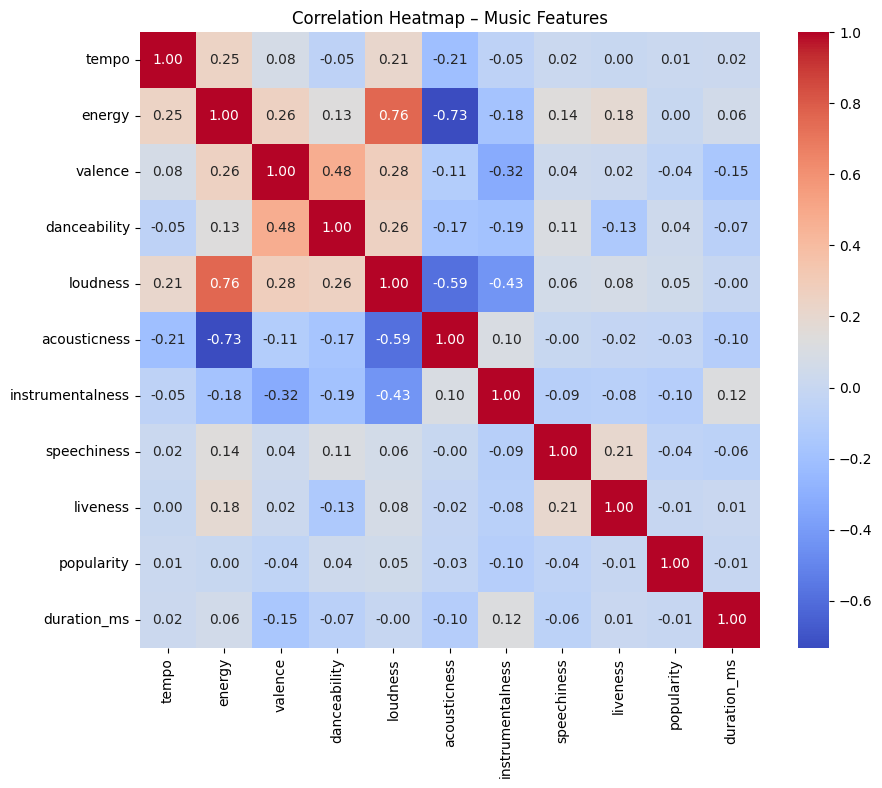 Correlation Heatmap – Music Features
tempo 1.00 0.25 0.08 -0.05 0.21 -0.21 -0.05 0.02 0.00 0.01 0.02
energy 0.25 1.00 0.26 0.13 0.76 -0.73 -0.18 0.14 0.18 0.00 0.06
valence 0.08 0.26 1.00 0.48 0.28 -0.11 -0.32 0.04 0.02 -0.04 -0.15
danceability -0.05 0.13 0.48 1.00 0.26 -0.17 -0.19 0.11 -0.13 0.04 -0.07
loudness 0.21 0.76 0.28 0.26 1.00 -0.59 -0.43 0.06 0.08 0.05 -0.00
acousticness -0.21 -0.73 -0.11 -0.17 -0.59 1.00 0.10 -0.00 -0.02 -0.03 -0.10
instrumentalness -0.05 -0.18 -0.32 -0.19 -0.43 0.10 1.00 -0.09 -0.08 -0.10 0.12
speechiness 0.02 0.14 0.04 0.11 0.06 -0.00 -0.09 1.00 0.21 -0.04 -0.06
liveness 0.00 0.18 0.02 -0.13 0.08 -0.02 -0.08 0.21 1.00 -0.01 0.01
popularity 0.01 0.00 -0.04 0.04 0.05 -0.03 -0.10 -0.04 -0.01 1.00 -0.01
duration_ms 0.02 0.06 -0.15 -0.07 -0.00 -0.10 0.12 -0.06 0.01 -0.01 1.00
tempo energy valence danceability loudness acousticness instrumentalness speechiness liveness popularity duration_ms
1.0
0.8
0.6
0.4
0.2
0.0
−0.2
−0.4
−0.6